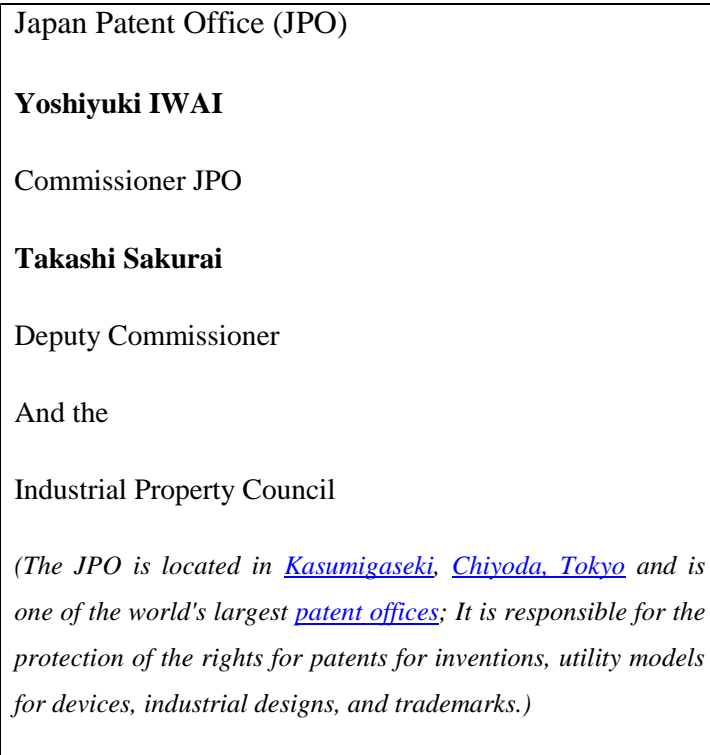 Japan Patent Office (JPO)
Yoshiyuki IWAI
Commissioner JPO
Takashi Sakurai
Deputy Commissioner
And the
Industrial Property Council
(The JPO is located in Kasumigaseki, Chiyoda, Tokyo and is
one of the world's largest patent offices; It is responsible for the
protection of the rights for patents for inventions, utility models
for devices, industrial designs, and trademarks.)